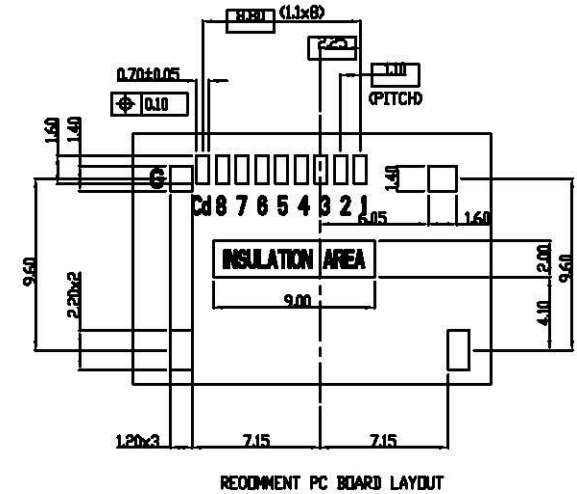 8.80 (1.1x8)
2.25
0.70±0.05
1.10
(PITCH)
0.10
1.60
1.40
G
1.40
Cd 8 7 6 5 4 3 2 1
6.05
1.60
INSULATION AREA
9.60
2.00
9.60
9.00
2.20x2
4.10
1.20x3
7.15
7.15
REODMMENT PC BOARD LAYOUT